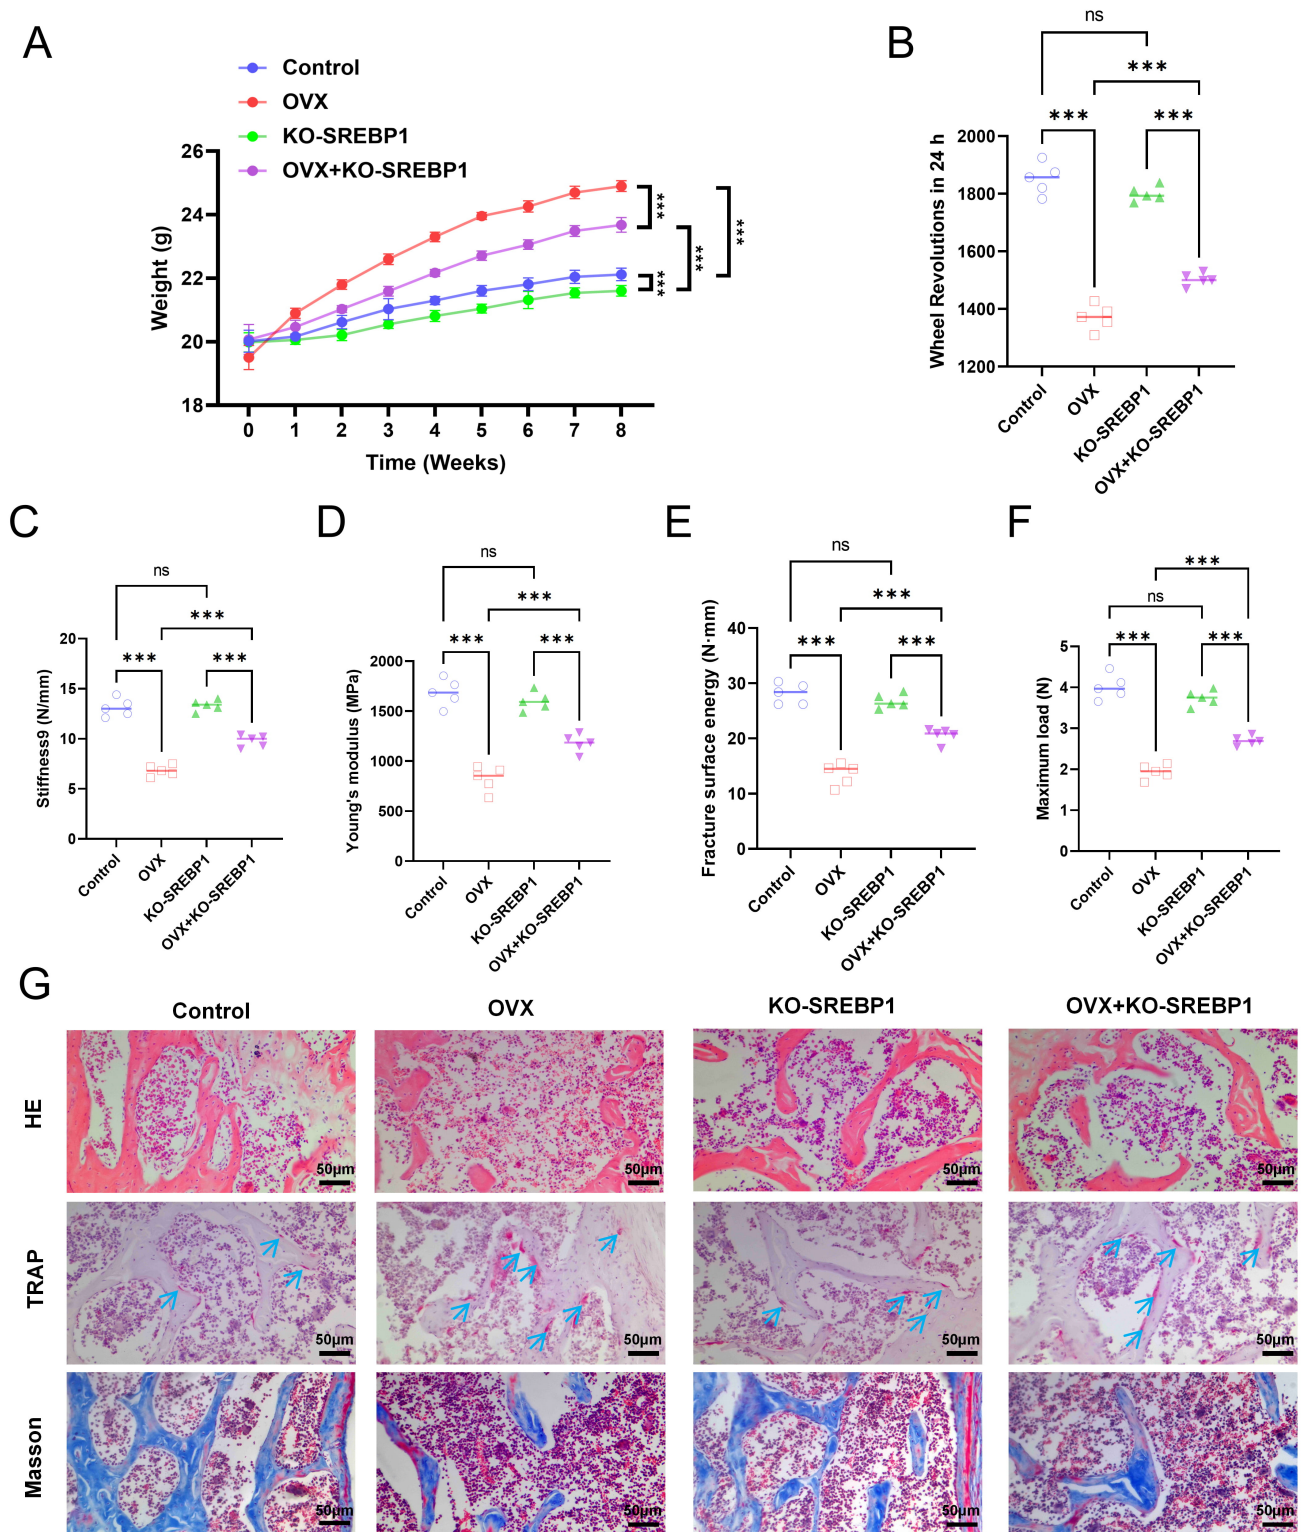 A
Control
OVX
KO-SREBP1
OVX+KO-SREBP1
26
24
22
20
18
Weight (g)
0 1 2 3 4 5 6 7 8
Time (Weeks)
***
***
***
***
B
ns
***
*** ***
2000
1800
1600
1400
1200
Wheel Revolutions in 24 h
Control
OVX
KO-SREBP1
OVX+KO-SREBP1
C
ns
***
*** ***
20
15
10
5
0
Stiffness9 (N/mm)
Control
OVX
KO-SREBP1
OVX+KO-SREBP1
D
ns
***
*** ***
2000
1500
1000
500
0
Young's modulus (MPa)
Control
OVX
KO-SREBP1
OVX+KO-SREBP1
E
ns
***
*** ***
40
30
20
10
0
Fracture surface energy (N·mm)
Control
OVX
KO-SREBP1
OVX+KO-SREBP1
F
***
ns
*** ***
5
4
3
2
1
0
Maximum load (N)
Control
OVX
KO-SREBP1
OVX+KO-SREBP1
G
Control OVX KO-SREBP1 OVX+KO-SREBP1
HE
50μm 50μm 50μm 50μm
TRAP
50μm 50μm 50μm 50μm
Masson
50μm 50μm 50μm 50μm